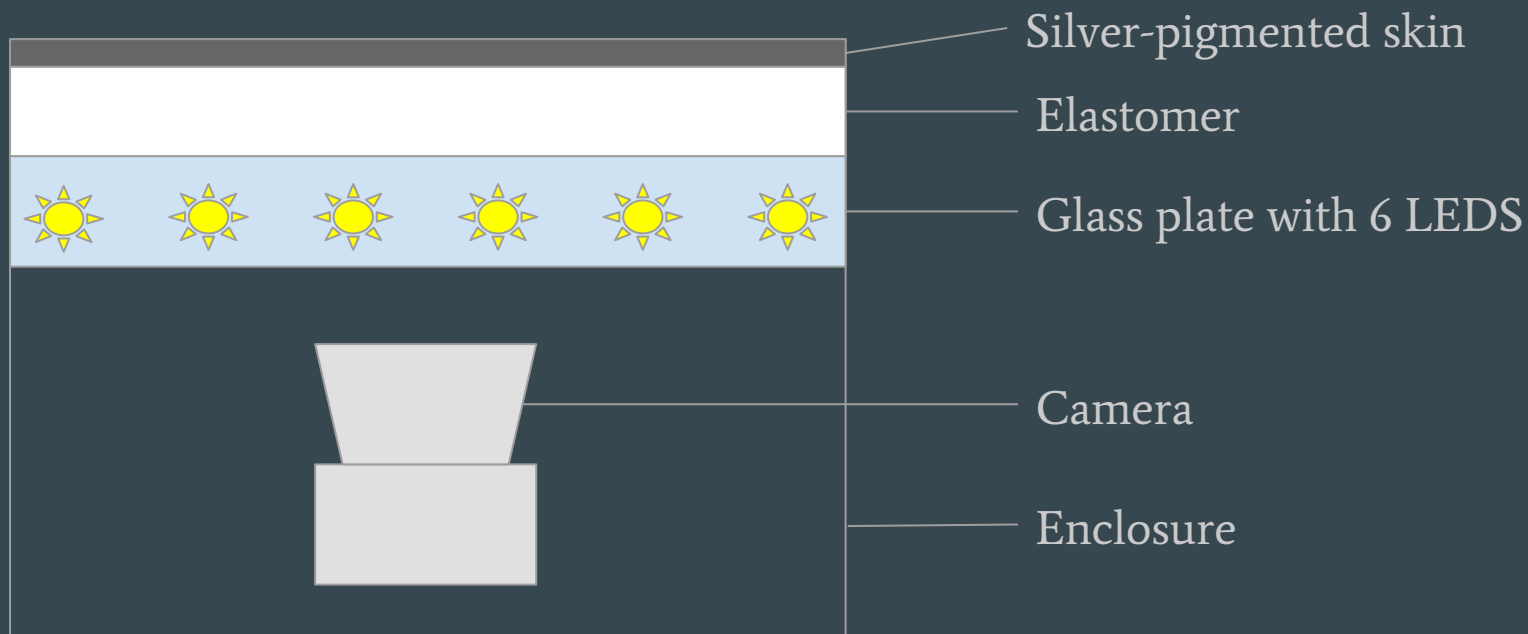 Silver-pigmented skin
Elastomer
Glass plate with 6 LEDS
Camera
Enclosure